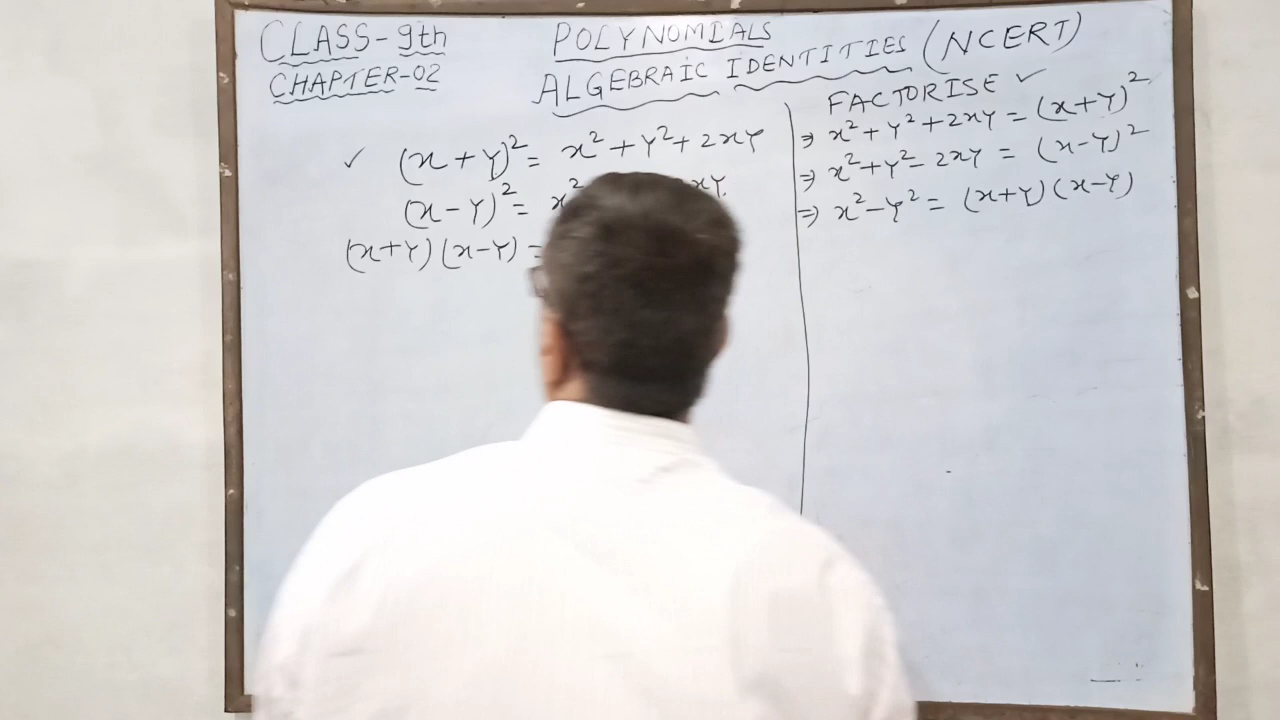 CLASS-9th
CHAPTER-02
POLYNOMIALS
ALGEBRAIC IDENTITIES (NCERT)
✓ (x+y)² = x²+y²+2xy
(x-y)² = x² xy.
(x+y)(x-y) =
FACTORISE ✓
⇒ x²+y²+2xy = (x+y)²
⇒ x²+y²-2xy = (x-y)²
⇒ x²-y² = (x+y)(x-y)